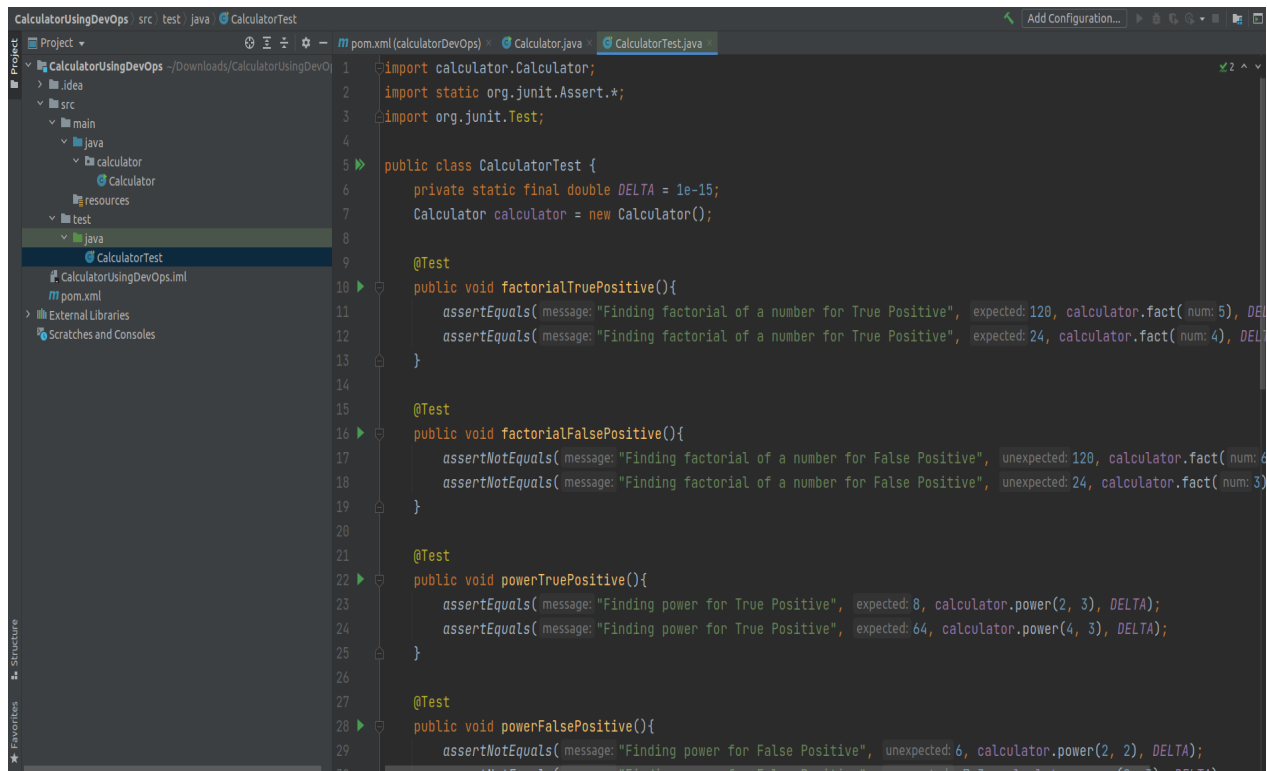 CalculatorUsingDevOps src test java CalculatorTest Add Configuration...
Project
Project
pom.xml (calculatorDevOps) Calculator.java CalculatorTest.java
CalculatorUsingDevOps ~/Downloads/CalculatorUsingDevO
.idea
src
main
java
calculator
Calculator
resources
test
java
CalculatorTest
CalculatorUsingDevOps.iml
pom.xml
External Libraries
Scratches and Consoles
Structure
Favorites
2
1 import calculator.Calculator;
2 import static org.junit.Assert.*;
3 import org.junit.Test;
4
5 public class CalculatorTest {
6 private static final double DELTA = 1e-15;
7 Calculator calculator = new Calculator();
8
9 @Test
10 public void factorialTruePositive(){
11 assertEquals( message: "Finding factorial of a number for True Positive", expected: 120, calculator.fact( num: 5), DEL
12 assertEquals( message: "Finding factorial of a number for True Positive", expected: 24, calculator.fact( num: 4), DELT
13 }
14
15 @Test
16 public void factorialFalsePositive(){
17 assertNotEquals( message: "Finding factorial of a number for False Positive", unexpected: 120, calculator.fact( num: 6
18 assertNotEquals( message: "Finding factorial of a number for False Positive", unexpected: 24, calculator.fact( num: 3)
19 }
20
21 @Test
22 public void powerTruePositive(){
23 assertEquals( message: "Finding power for True Positive", expected: 8, calculator.power(2, 3), DELTA);
24 assertEquals( message: "Finding power for True Positive", expected: 64, calculator.power(4, 3), DELTA);
25 }
26
27 @Test
28 public void powerFalsePositive(){
29 assertNotEquals( message: "Finding power for False Positive", unexpected: 6, calculator.power(2, 2), DELTA);